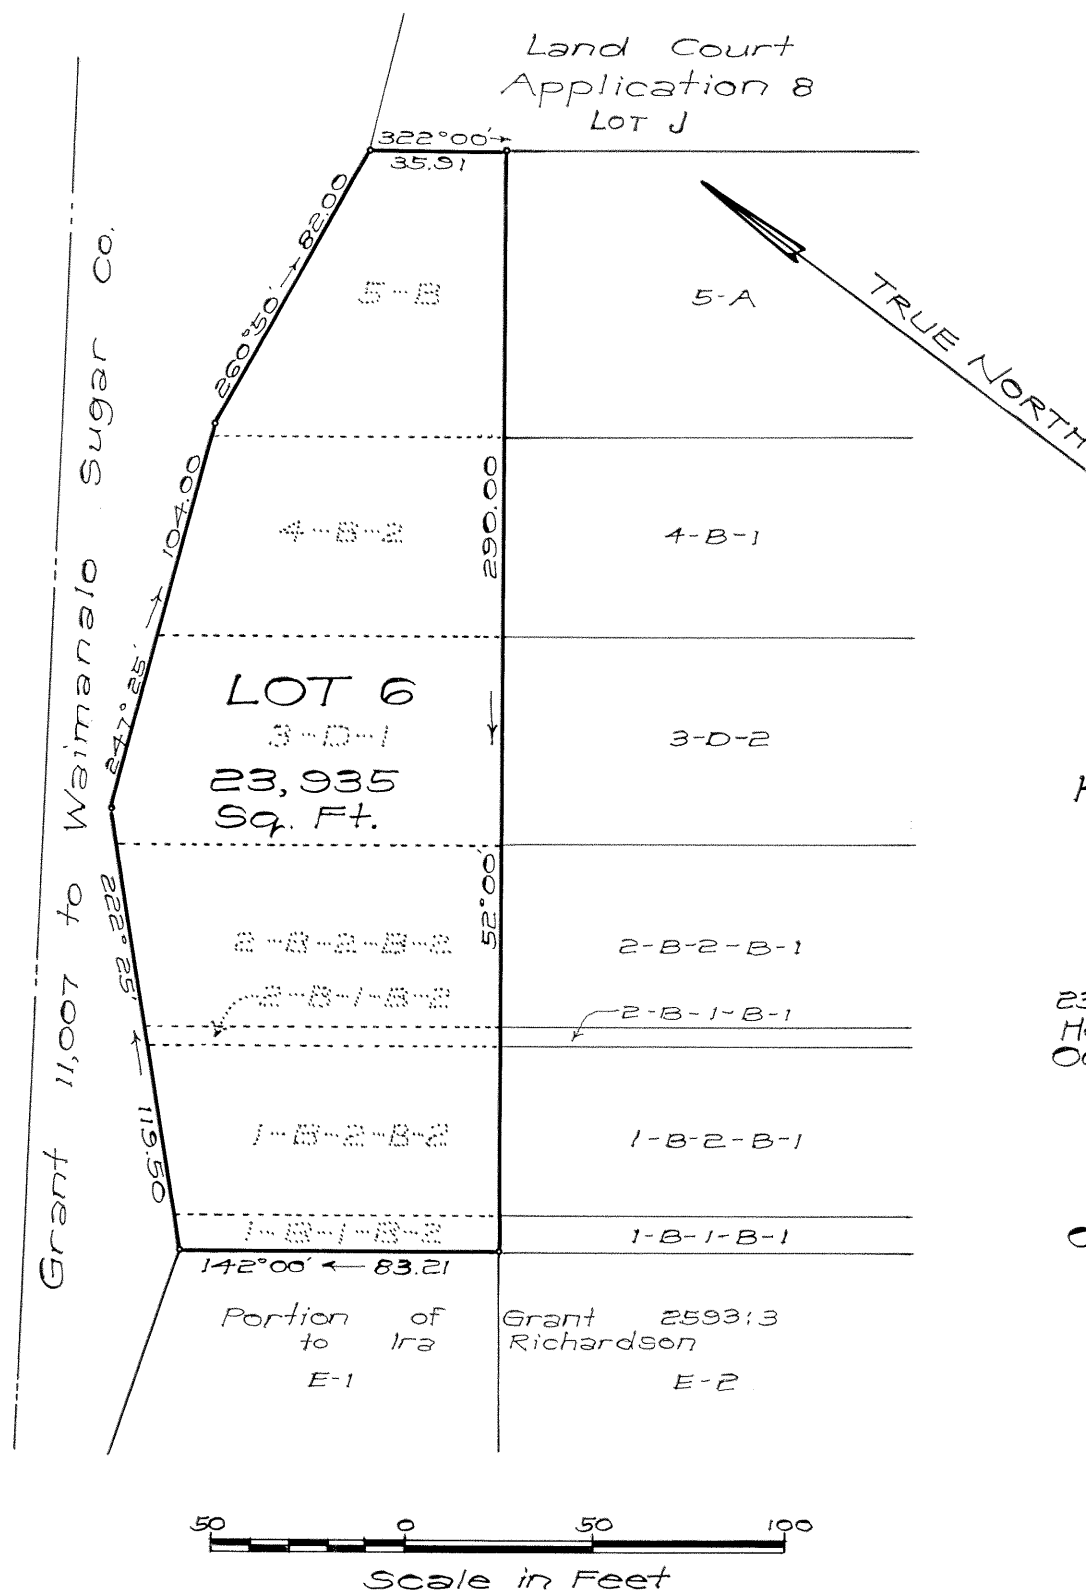 Land Court
Application 8
LOT J
322°00'
35.91
260°50' 82.00
5-B
5-A
TRUE NORTH
247°25' 104.00
4-B-2
290.00
4-B-1
LOT 6
3-D-1
23,935
Sq. Ft.
3-D-2
52°00'
222°25' 119.50
2-B-2-B-2
2-B-2-B-1
2-B-1-B-2
2-B-1-B-1
1-B-2-B-2
1-B-2-B-1
1-B-1-B-2
1-B-1-B-1
142°00' 83.21
Grant 11,007 to Waimanalo Sugar Co.
Portion of Grant 2593:3
to Ira Richardson
E-1
E-2
50 0 50 100
Scale in Feet
23